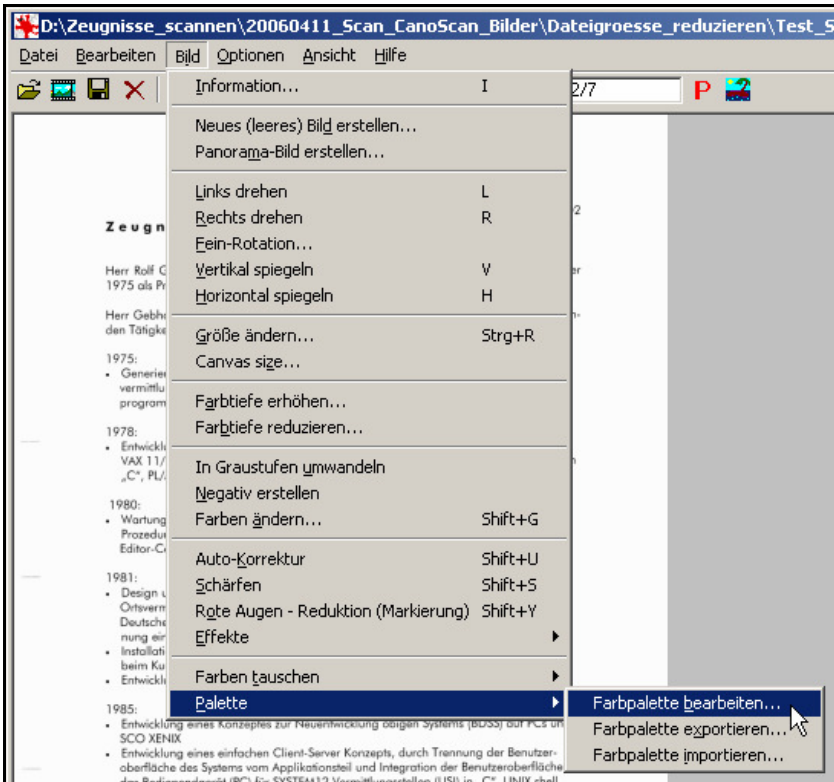 D:\Zeugnisse_scannen\20060411_Scan_CanoScan_Bilder\Dateigroesse_reduzieren\Test_S
Datei Bearbeiten Bild Optionen Ansicht Hilfe
2/7 P
Information... I
Neues (leeres) Bild erstellen...
Panorama-Bild erstellen...
Links drehen L
Rechts drehen R
Fein-Rotation...
Vertikal spiegeln V
Horizontal spiegeln H
Größe ändern... Strg+R
Canvas size...
Farbtiefe erhöhen...
Farbtiefe reduzieren...
In Graustufen umwandeln
Negativ erstellen
Farben ändern... Shift+G
Auto-Korrektur Shift+U
Schärfen Shift+S
Rote Augen - Reduktion (Markierung) Shift+Y
Effekte
Farben tauschen
Palette
Farbpalette bearbeiten...
Farbpalette exportieren...
Farbpalette importieren...
Zeugn
Herr Rolf G
1975 als Pr
Herr Gebh
den Tätigke
1975:
• Generier
vermittlu
program
1978:
• Entwickl
VAX 11/
„C“, PL/
1980:
• Wartung
Prozedu
Editor-C
1981:
• Design u
Ortsverm
Deutsche
nung ein
• Installati
beim Ku
• Entwickl
1985:
• Entwicklung eines Konzeptes zur Neuentwicklung obigen Systems (BDSS) auf PCs un
SCO XENIX
• Entwicklung eines einfachen Client-Server Konzepts, durch Trennung der Benutzer-
oberfläche des Systems vom Applikationsteil und Integration der Benutzeroberfläche